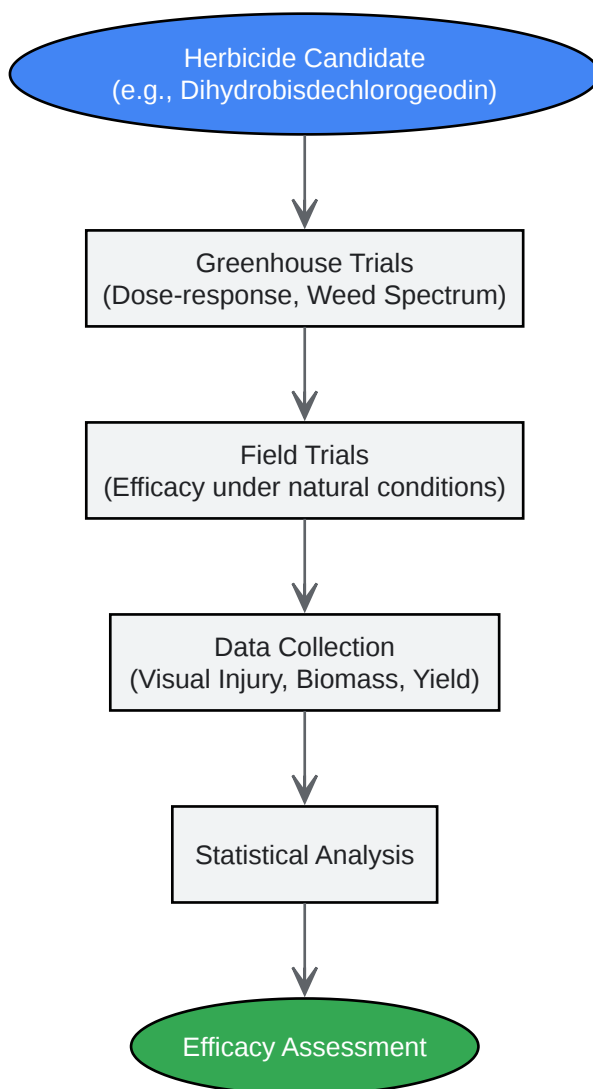 Herbicide Candidate
(e.g., Dihydrobisdechlorogeodin)
Greenhouse Trials
(Dose-response, Weed Spectrum)
Field Trials
(Efficacy under natural conditions)
Data Collection
(Visual Injury, Biomass, Yield)
Statistical Analysis
Efficacy Assessment